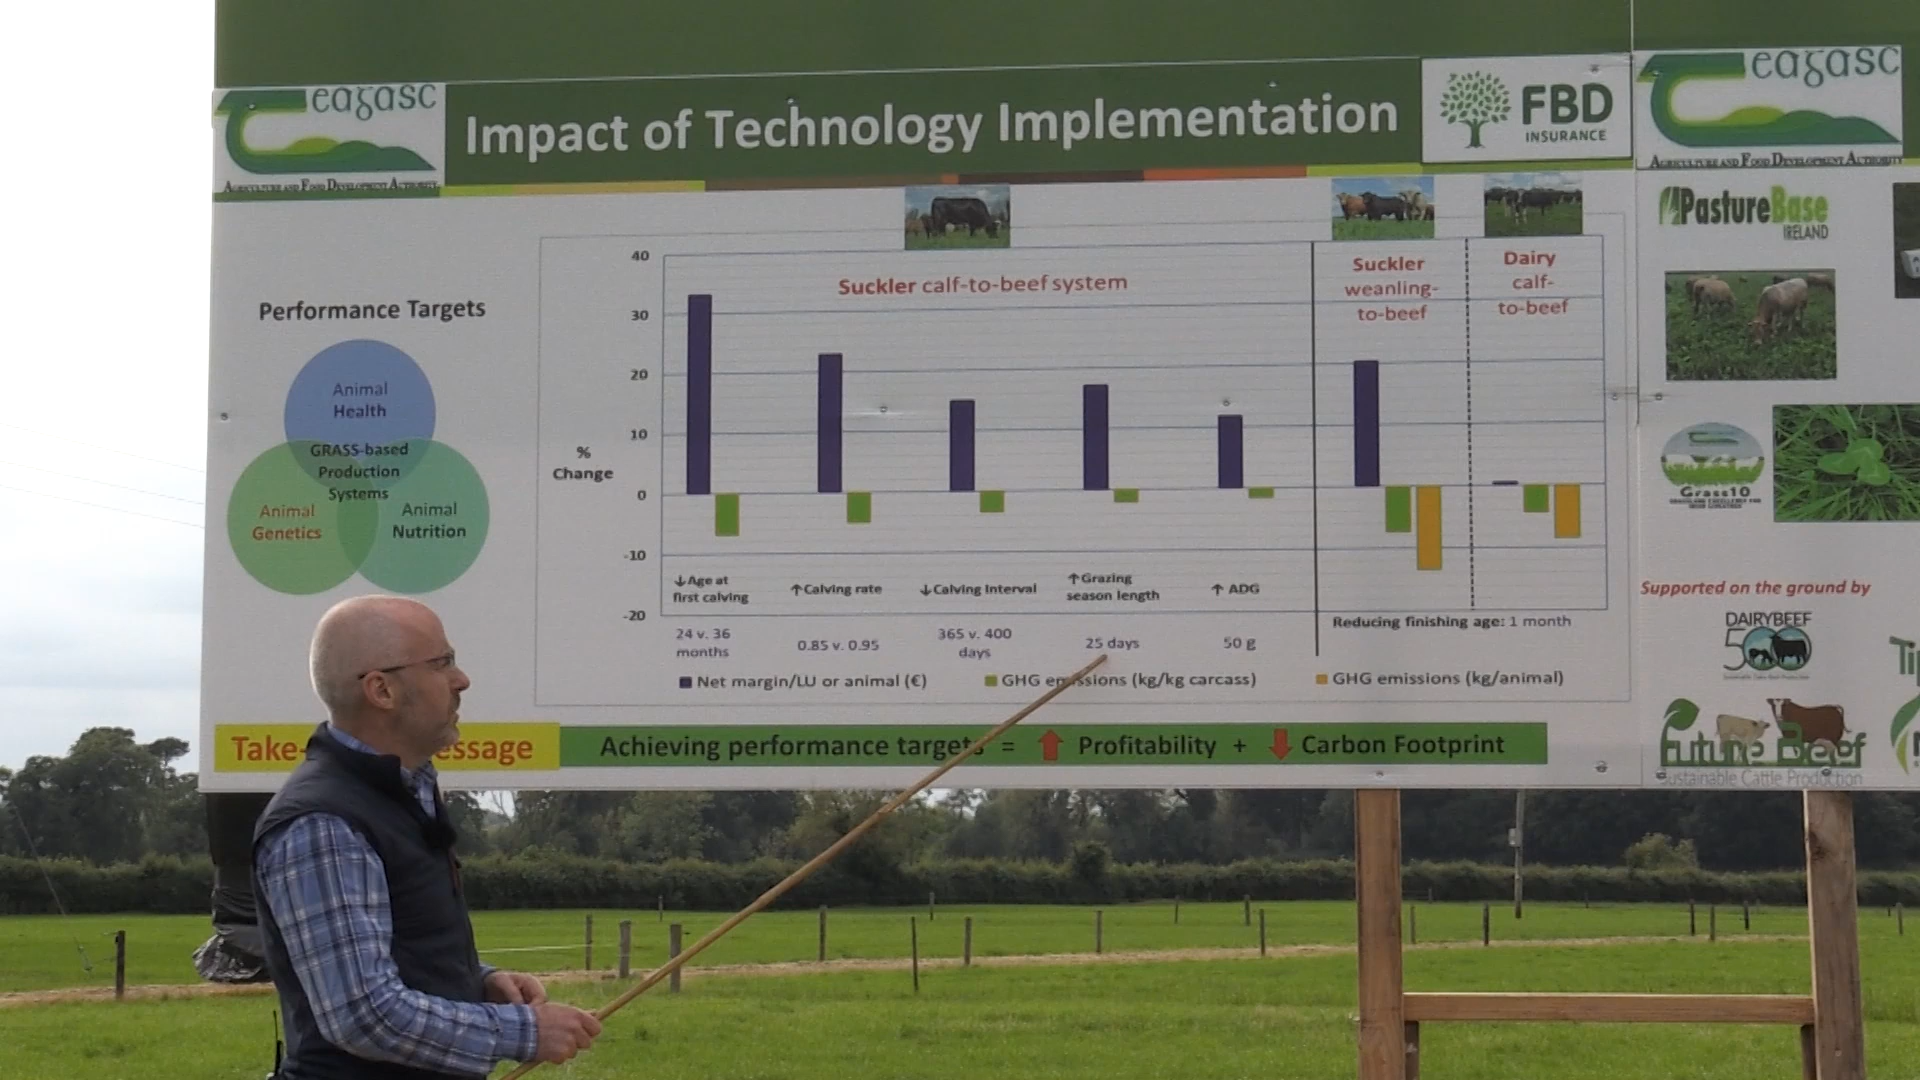 eagasc
AGRICULTURE AND FOOD DEVELOPMENT AUTHORITY
Impact of Technology Implementation
FBD
INSURANCE
eagasc
AGRICULTURE AND FOOD DEVELOPMENT AUTHORITY
PastureBase
IRELAND
Performance Targets
Animal
Health
GRASS-based
Production
Systems
Animal
Genetics
Animal
Nutrition
%
Change
40
30
20
10
0
-10
-20
Suckler calf-to-beef system
Suckler
weanling-
to-beef
Dairy
calf-
to-beef
↓Age at
first calving
↑Calving rate
↓Calving Interval
↑Grazing
season length
↑ ADG
24 v. 36
months
0.85 v. 0.95
365 v. 400
days
25 days
50 g
Reducing finishing age: 1 month
Net margin/LU or animal (€)
GHG emissions (kg/kg carcass)
GHG emissions (kg/animal)
Take- essage
Achieving performance targets = Profitability + Carbon Footprint
Grass10
Supported on the ground by
DAIRYBEEF
500
Future Beef
Sustainable Cattle Production